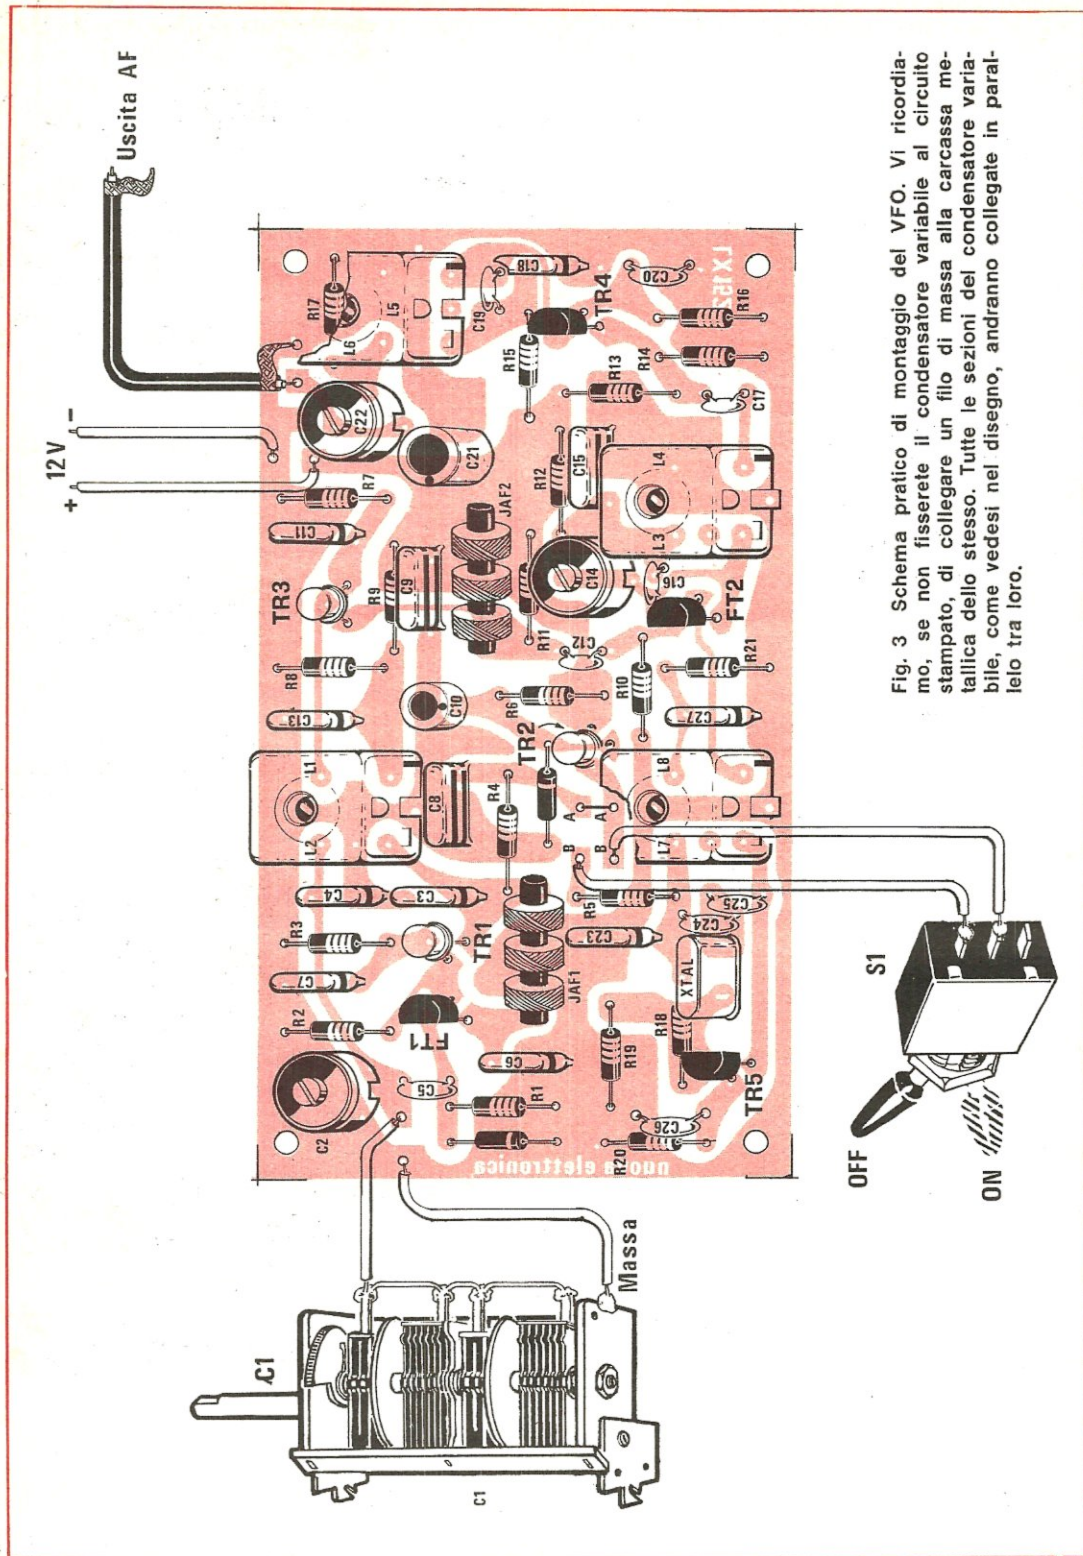 Uscita AF
+ 12V −
R17
L6
L5
C18
C19
C22
C21
R15
TR4
C20
LX152
R16
R14
R13
C17
R7
C11
JAF2
R12
C15
L4
L3
TR3
R9
C9
R11
C14
C16
FT2
C12
R8
C13
C10
R6
R10
R21
C27
TR2
L1
L2
C8
R4
A
A
B
B
L8
L7
C4
C3
R3
TR1
C7
R2
FT1
JAF1
R5
C23
C24
C25
XTAL
R18
R19
TR5
C6
C5
C2
R1
C26
R20
nuova elettronica
C1
C1
Massa
S1
OFF
ON
Fig. 3 Schema pratico di montaggio del VFO. Vi ricordia-
mo, se non fisserete il condensatore variabile al circuito
stampato, di collegare un filo di massa alla carcassa me-
tallica dello stesso. Tutte le sezioni del condensatore varia-
bile, come vedesi nel disegno, andranno collegate in paral-
lelo tra loro.